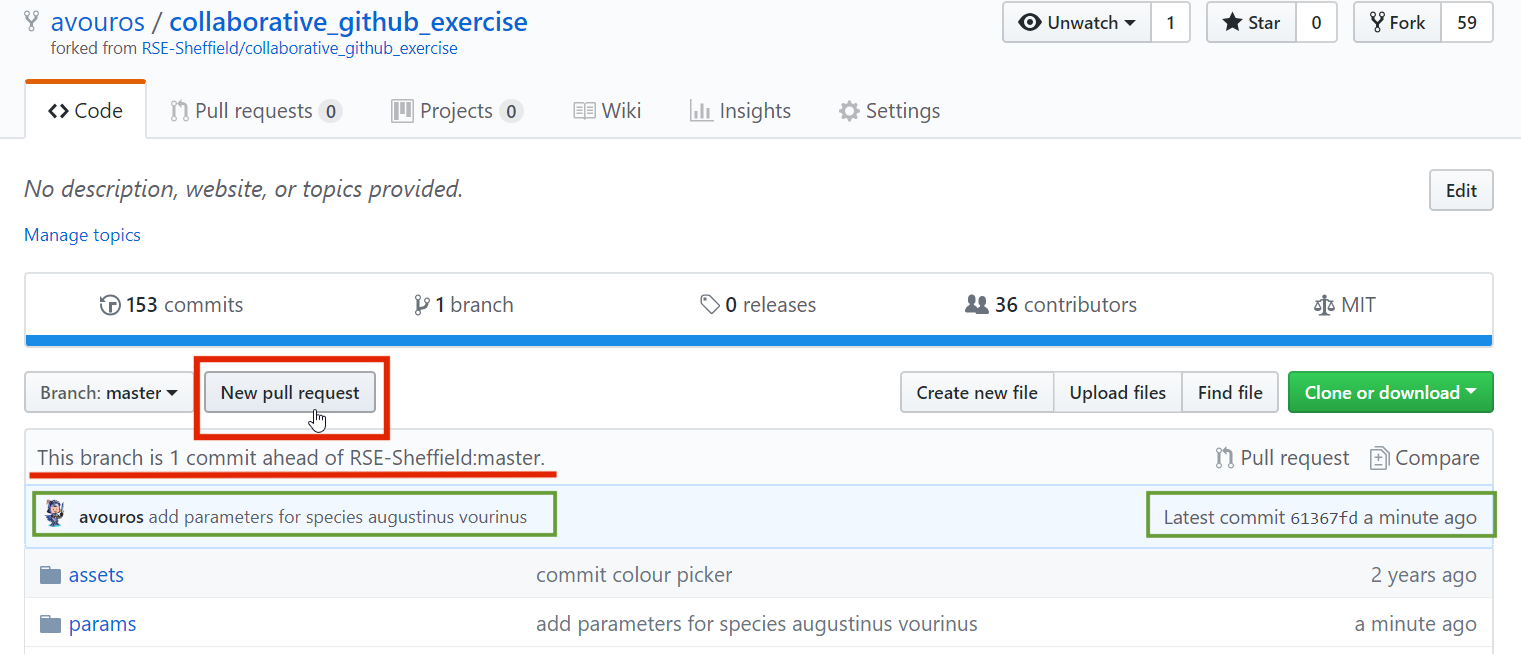 avouros / collaborative_github_exercise
Unwatch 1 Star 0 Fork 59
forked from RSE-Sheffield/collaborative_github_exercise
Code Pull requests 0 Projects 0 Wiki Insights Settings
No description, website, or topics provided.
Edit
Manage topics
153 commits 1 branch 0 releases 36 contributors MIT
Branch: master New pull request Create new file Upload files Find file Clone or download
This branch is 1 commit ahead of RSE-Sheffield:master. Pull request Compare
avouros add parameters for species augustinus vourinus Latest commit 61367fd a minute ago
assets commit colour picker 2 years ago
params add parameters for species augustinus vourinus a minute ago